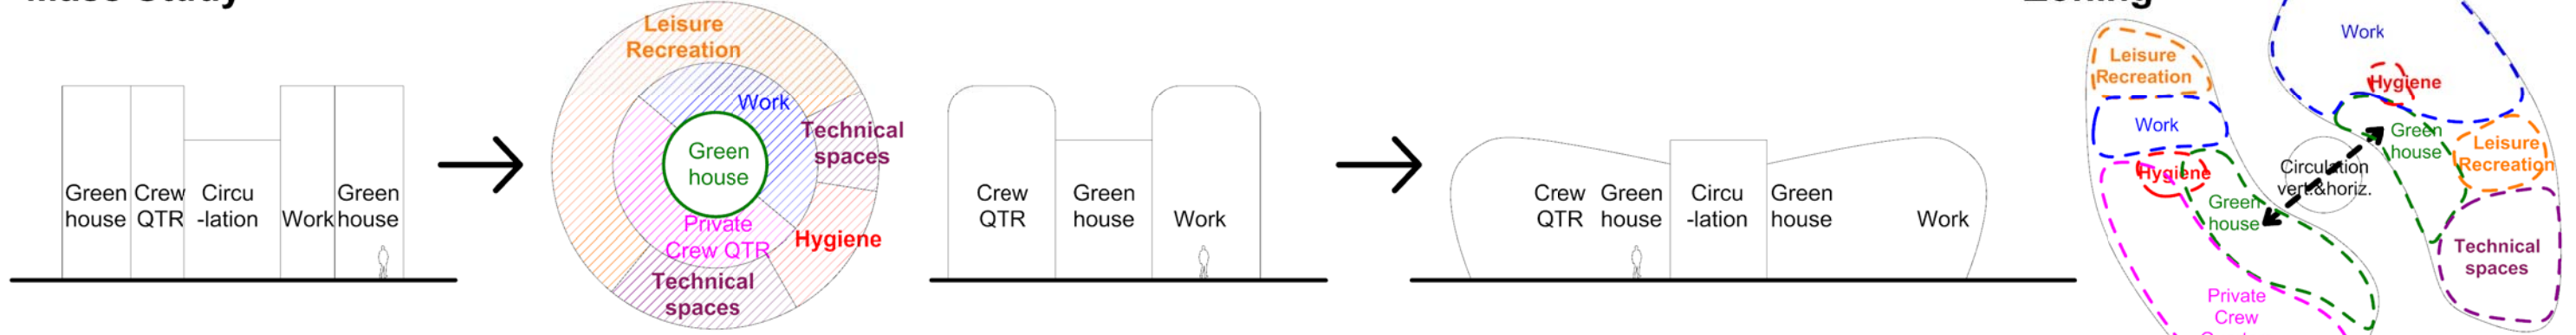 Green
house
Crew
QTR
Circu
-lation
Work
Green
house
Leisure
Recreation
Work
Technical
spaces
Green
house
Private
Crew QTR
Hygiene
Technical
spaces
Crew
QTR
Green
house
Work
Crew
QTR
Green
house
Circu
-lation
Green
house
Work
Leisure
Recreation
Work
Hygiene
Green
house
Private
Crew
Work
Hygiene
Green
house
Leisure
Recreation
Circulation
vert.&horiz.
Technical
spaces